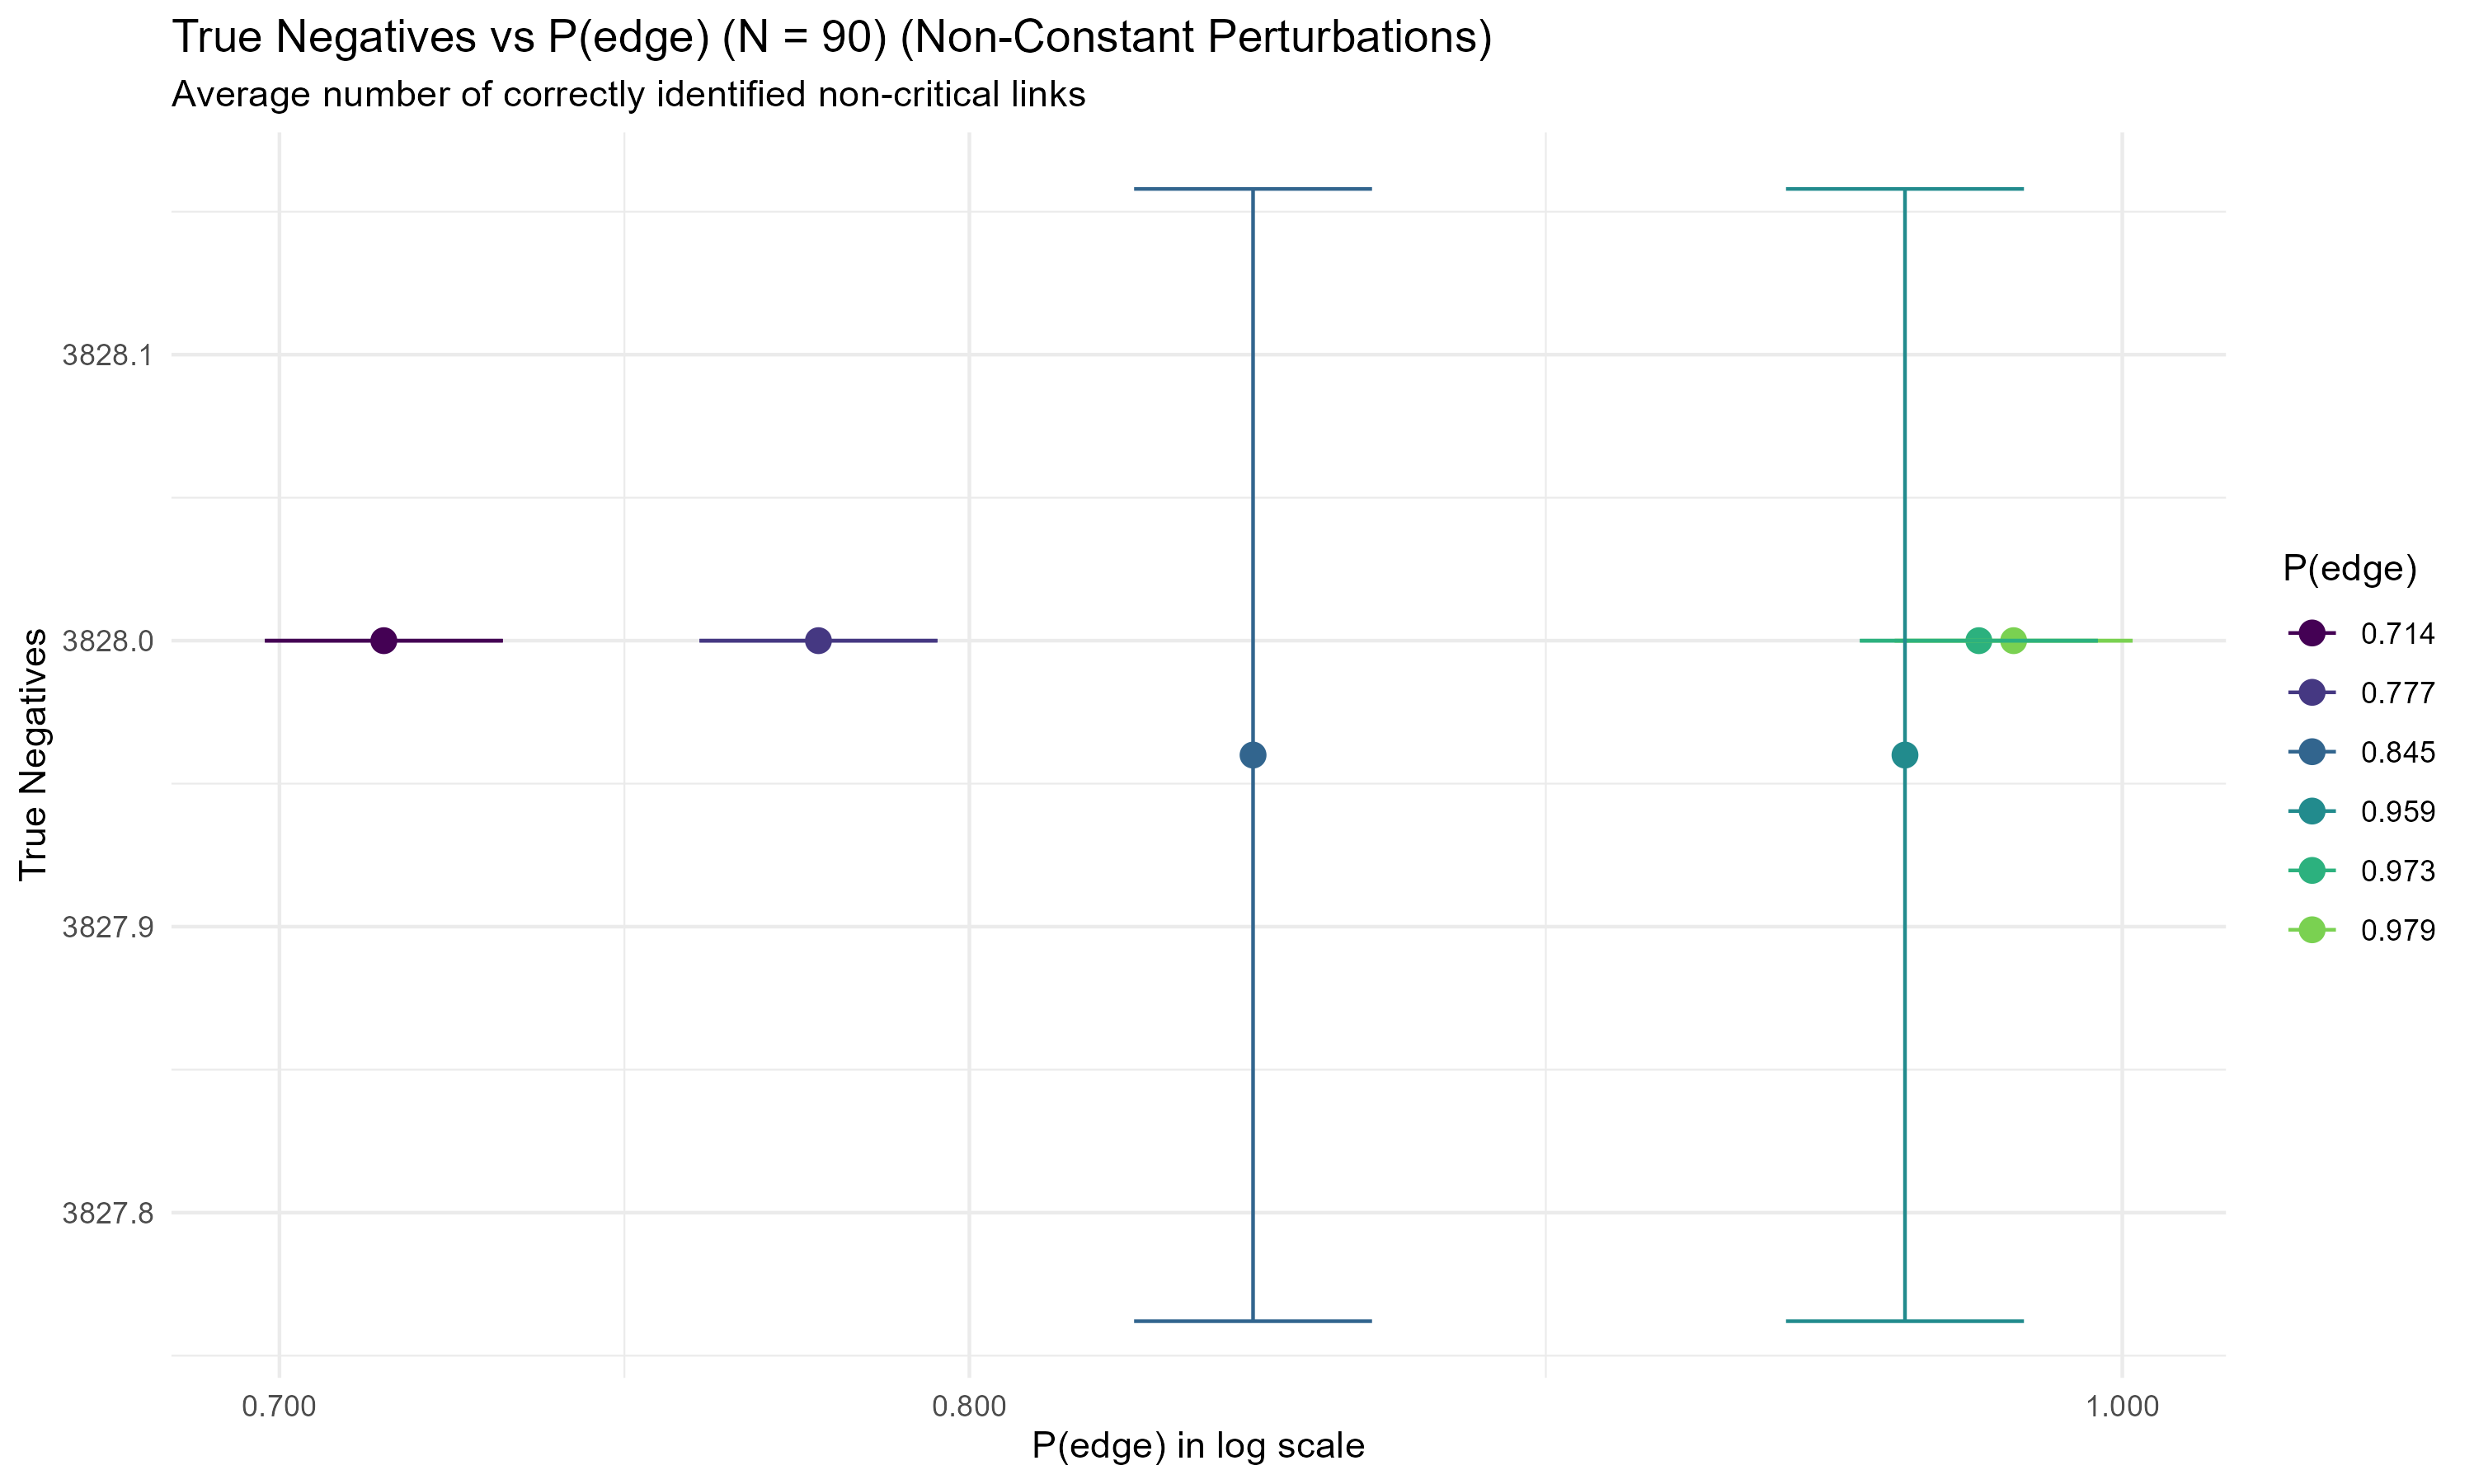 True Negatives vs P(edge) (N = 90) (Non-Constant Perturbations)
Average number of correctly identified non-critical links
True Negatives
3828.1
3828.0
3827.9
3827.8
0.700
0.800
1.000
P(edge) in log scale
P(edge)
0.714
0.777
0.845
0.959
0.973
0.979